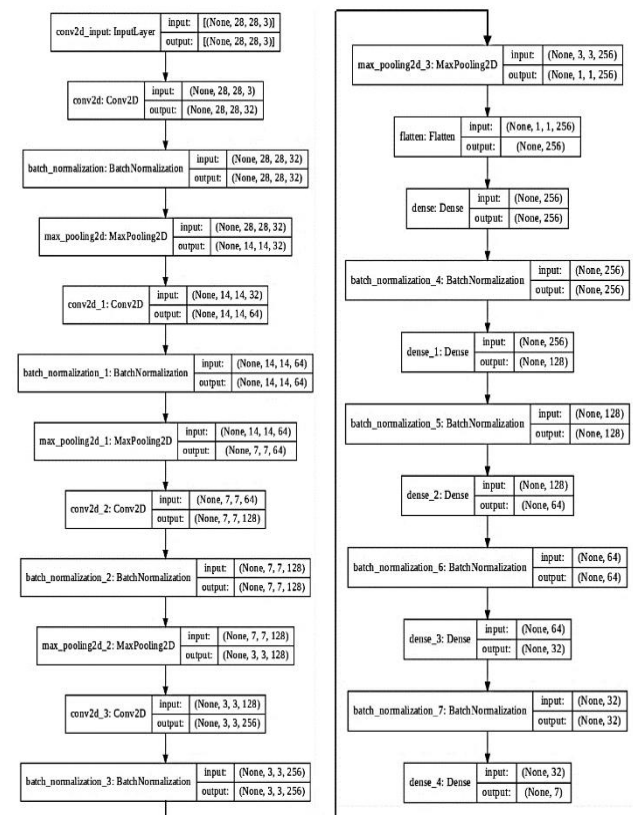 conv2d_input: InputLayer input: [(None, 28, 28, 3)]
output: [(None, 28, 28, 3)]
conv2d: Conv2D input: (None, 28, 28, 3)
output: (None, 28, 28, 32)
batch_normalization: BatchNormalization input: (None, 28, 28, 32)
output: (None, 28, 28, 32)
max_pooling2d: MaxPooling2D input: (None, 28, 28, 32)
output: (None, 14, 14, 32)
conv2d_1: Conv2D input: (None, 14, 14, 32)
output: (None, 14, 14, 64)
batch_normalization_1: BatchNormalization input: (None, 14, 14, 64)
output: (None, 14, 14, 64)
max_pooling2d_1: MaxPooling2D input: (None, 14, 14, 64)
output: (None, 7, 7, 64)
conv2d_2: Conv2D input: (None, 7, 7, 64)
output: (None, 7, 7, 128)
batch_normalization_2: BatchNormalization input: (None, 7, 7, 128)
output: (None, 7, 7, 128)
max_pooling2d_2: MaxPooling2D input: (None, 7, 7, 128)
output: (None, 3, 3, 128)
conv2d_3: Conv2D input: (None, 3, 3, 128)
output: (None, 3, 3, 256)
batch_normalization_3: BatchNormalization input: (None, 3, 3, 256)
output: (None, 3, 3, 256)
max_pooling2d_3: MaxPooling2D input: (None, 3, 3, 256)
output: (None, 1, 1, 256)
flatten: Flatten input: (None, 1, 1, 256)
output: (None, 256)
dense: Dense input: (None, 256)
output: (None, 256)
batch_normalization_4: BatchNormalization input: (None, 256)
output: (None, 256)
dense_1: Dense input: (None, 256)
output: (None, 128)
batch_normalization_5: BatchNormalization input: (None, 128)
output: (None, 128)
dense_2: Dense input: (None, 128)
output: (None, 64)
batch_normalization_6: BatchNormalization input: (None, 64)
output: (None, 64)
dense_3: Dense input: (None, 64)
output: (None, 32)
batch_normalization_7: BatchNormalization input: (None, 32)
output: (None, 32)
dense_4: Dense input: (None, 32)
output: (None, 7)